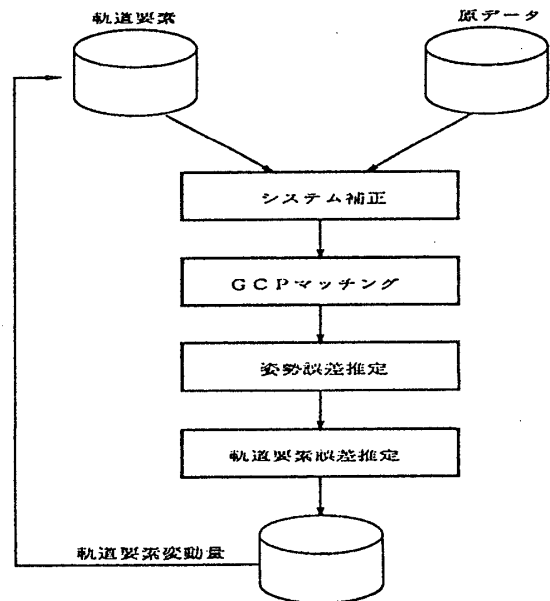 軌道要素
原データ
システム補正
GCPマッチング
姿勢誤差推定
軌道要素誤差推定
軌道要素変動量